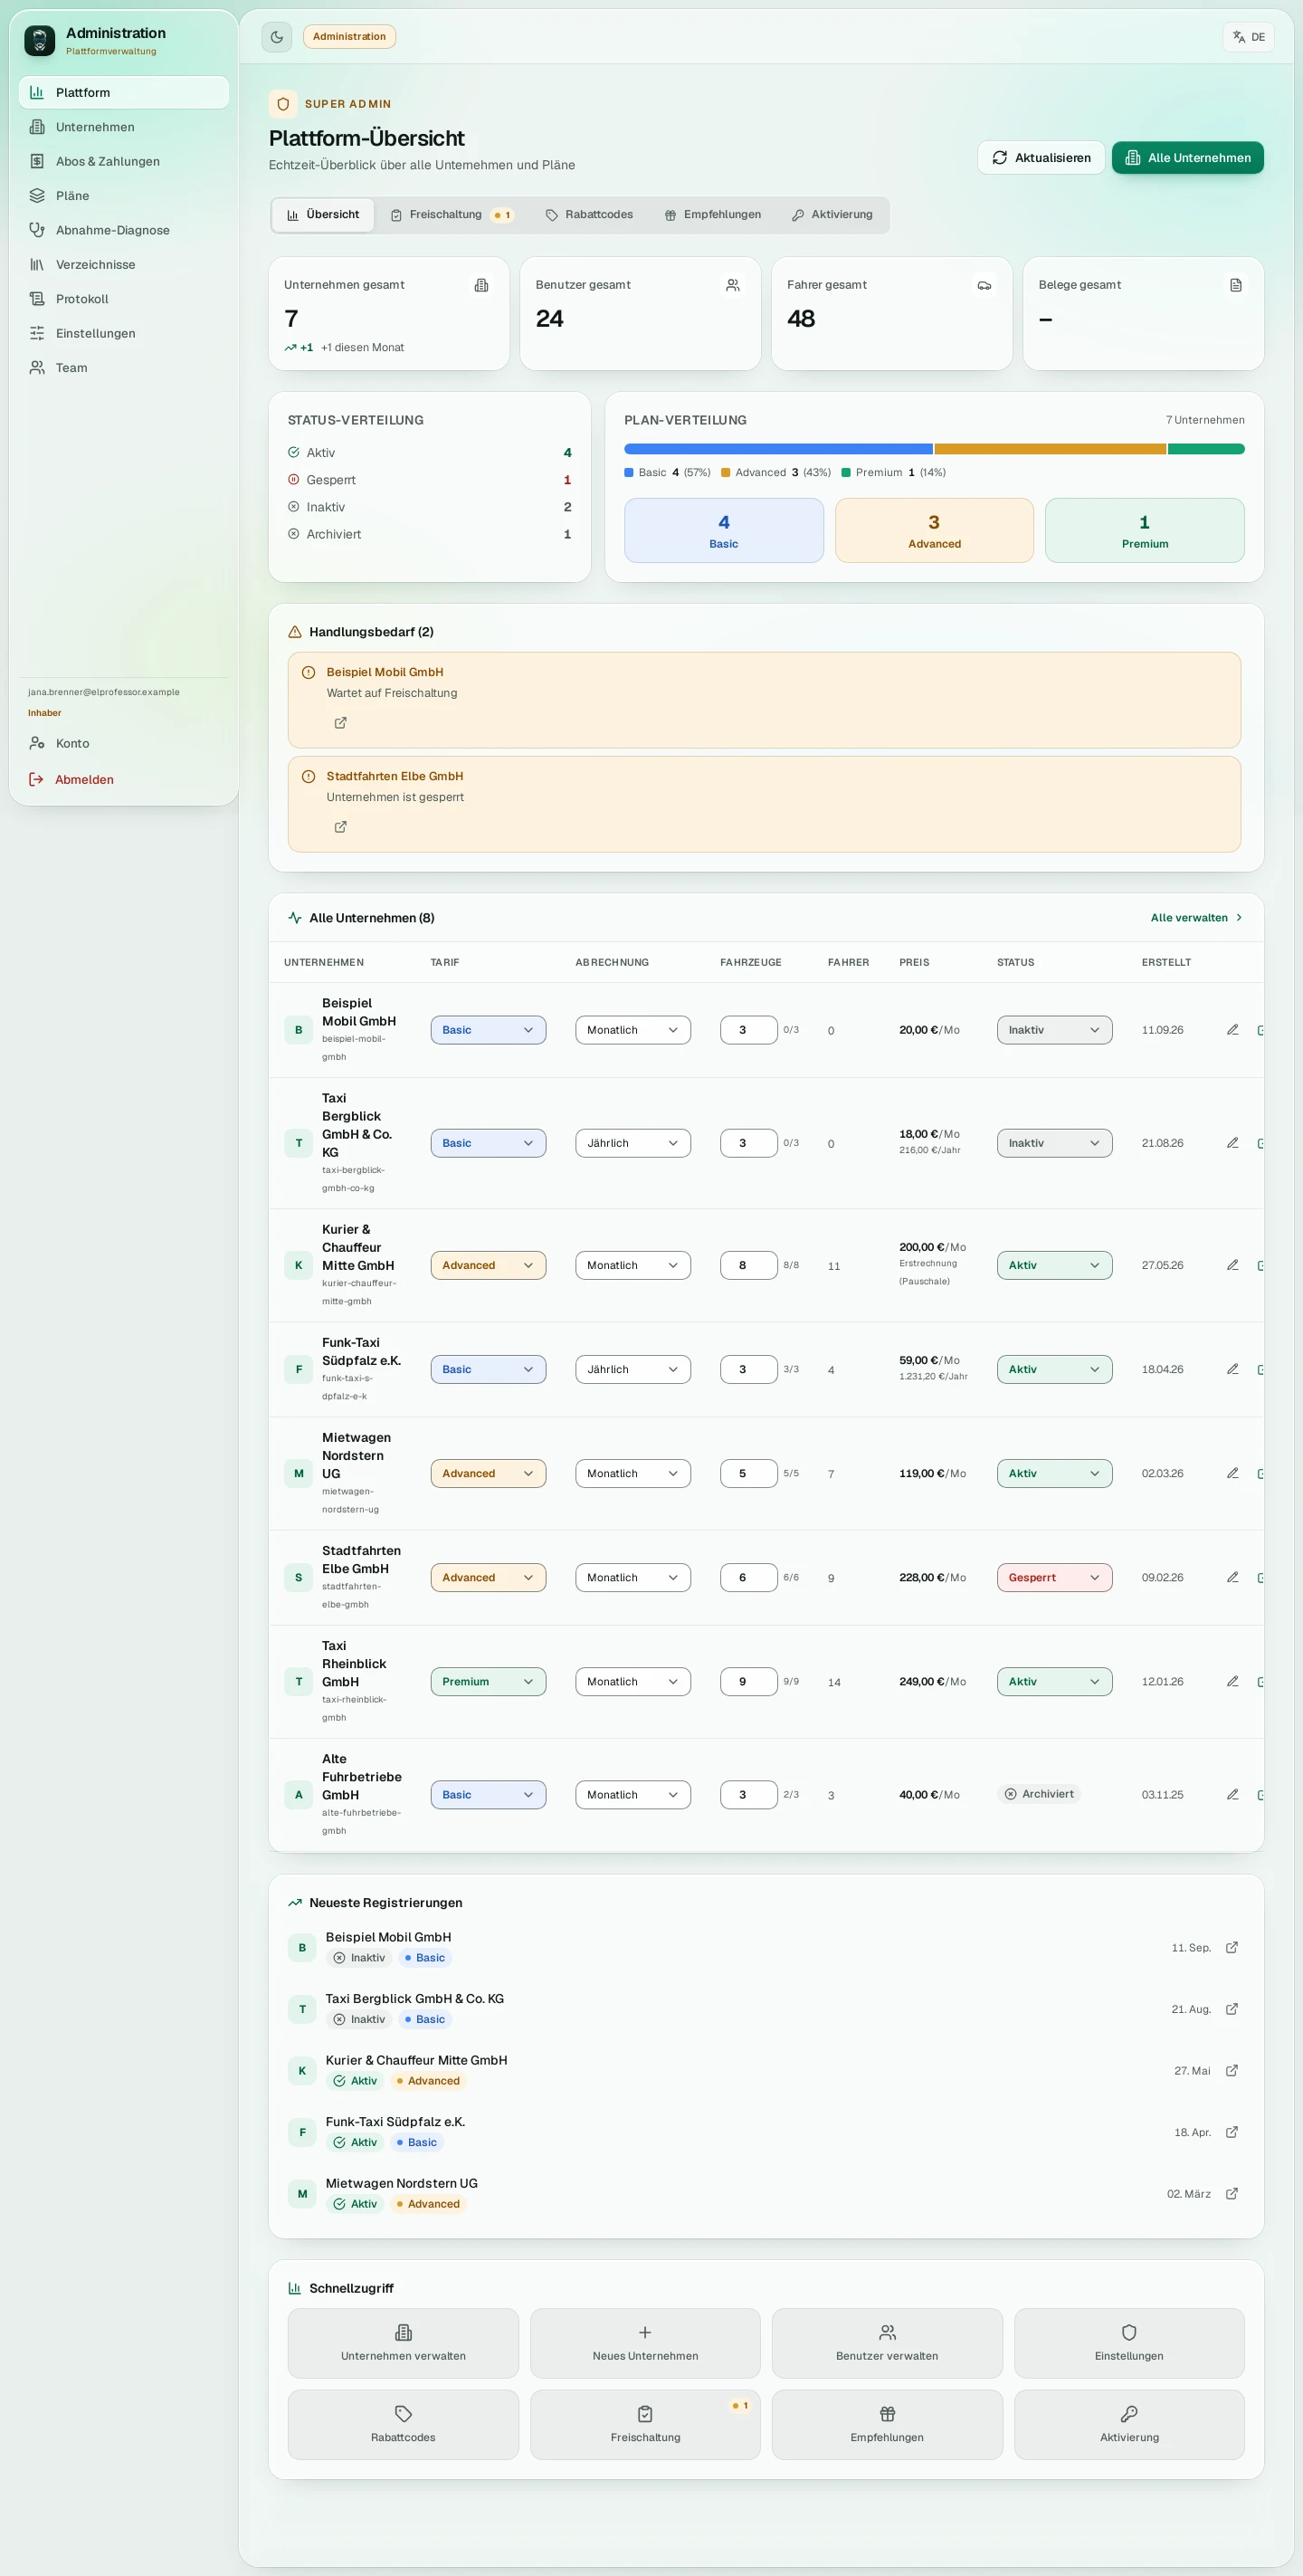 Administration
Plattformverwaltung
Plattform
Unternehmen
Abos & Zahlungen
Pläne
Abnahme-Diagnose
Verzeichnisse
Protokoll
Einstellungen
Team
jana.brenner@elprofessor.example
Inhaber
Konto
Abmelden
Administration
DE
SUPER ADMIN
Plattform-Übersicht
Echtzeit-Überblick über alle Unternehmen und Pläne
Aktualisieren
Alle Unternehmen
Übersicht
Freischaltung 1
Rabattcodes
Empfehlungen
Aktivierung
Unternehmen gesamt
7
+1 +1 diesen Monat
Benutzer gesamt
24
Fahrer gesamt
48
Belege gesamt
–
STATUS-VERTEILUNG
Aktiv 4
Gesperrt 1
Inaktiv 2
Archiviert 1
PLAN-VERTEILUNG 7 Unternehmen
Basic 4 (57%) Advanced 3 (43%) Premium 1 (14%)
4
Basic
3
Advanced
1
Premium
Handlungsbedarf (2)
Beispiel Mobil GmbH
Wartet auf Freischaltung
Stadtfahrten Elbe GmbH
Unternehmen ist gesperrt
Alle Unternehmen (8) Alle verwalten
UNTERNEHMEN TARIF ABRECHNUNG FAHRZEUGE FAHRER PREIS STATUS ERSTELLT
Beispiel
Mobil GmbH
beispiel-mobil-
gmbh
B Basic Monatlich 3 0/3 0 20,00 €/Mo Inaktiv 11.09.26
Taxi
Bergblick
GmbH & Co.
KG
taxi-bergblick-
gmbh-co-kg
T Basic Jährlich 3 0/3 0 18,00 €/Mo Inaktiv 21.08.26
216,00 €/Jahr
Kurier &
Chauffeur
Mitte GmbH
kurier-chauffeur-
mitte-gmbh
K Advanced Monatlich 8 8/8 11 200,00 €/Mo Aktiv 27.05.26
Erstrechnung
(Pauschale)
Funk-Taxi
Südpfalz e.K.
funk-taxi-s-
dpfalz-e-k
F Basic Jährlich 3 3/3 4 59,00 €/Mo Aktiv 18.04.26
1.231,20 €/Jahr
Mietwagen
Nordstern
UG
mietwagen-
nordstern-ug
M Advanced Monatlich 5 5/5 7 119,00 €/Mo Aktiv 02.03.26
Stadtfahrten
Elbe GmbH
stadtfahrten-
elbe-gmbh
S Advanced Monatlich 6 6/6 9 228,00 €/Mo Gesperrt 09.02.26
Taxi
Rheinblick
GmbH
taxi-rheinblick-
gmbh
T Premium Monatlich 9 9/9 14 249,00 €/Mo Aktiv 12.01.26
Alte
Fuhrbetriebe
GmbH
alte-fuhrbetriebe-
gmbh
A Basic Monatlich 3 2/3 3 40,00 €/Mo Archiviert 03.11.25
Neueste Registrierungen
B Beispiel Mobil GmbH 11. Sep.
Inaktiv Basic
T Taxi Bergblick GmbH & Co. KG 21. Aug.
Inaktiv Basic
K Kurier & Chauffeur Mitte GmbH 27. Mai
Aktiv Advanced
F Funk-Taxi Südpfalz e.K. 18. Apr.
Aktiv Basic
M Mietwagen Nordstern UG 02. März
Aktiv Advanced
Schnellzugriff
Unternehmen verwalten
Neues Unternehmen
Benutzer verwalten
Einstellungen
Rabattcodes
1
Freischaltung
Empfehlungen
Aktivierung